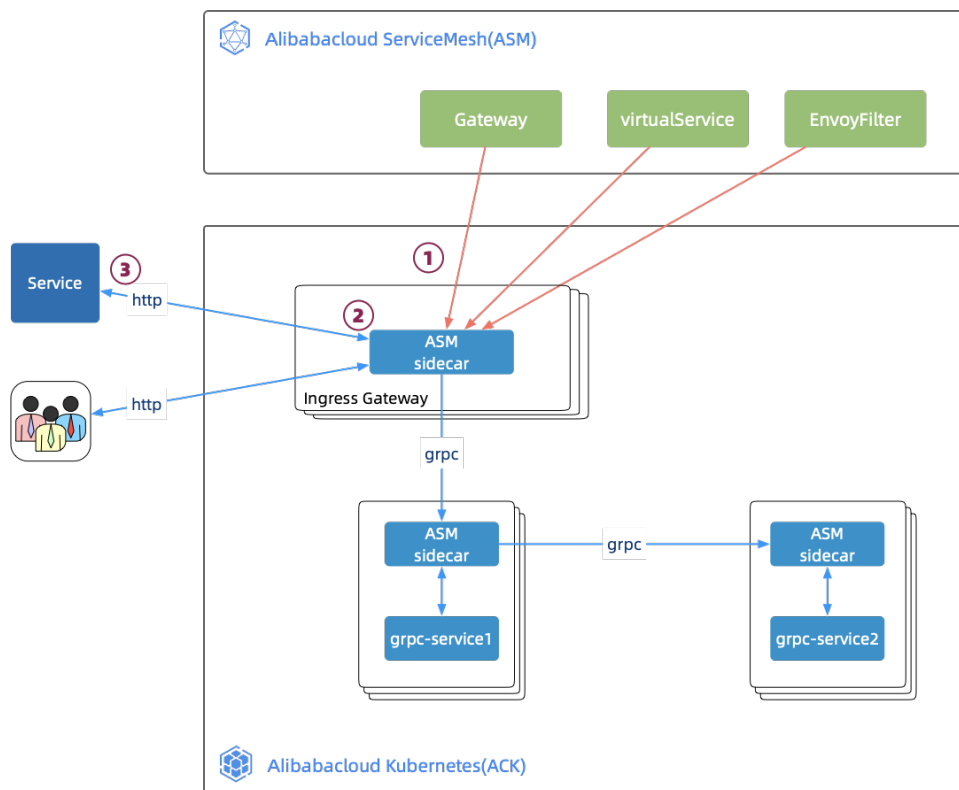 Alibabacloud ServiceMesh(ASM)
Gateway
virtualService
EnvoyFilter
1
Service
3
http
2
ASM
sidecar
Ingress Gateway
http
grpc
ASM
sidecar
grpc
ASM
sidecar
grpc-service1
grpc-service2
Alibabacloud Kubernetes(ACK)